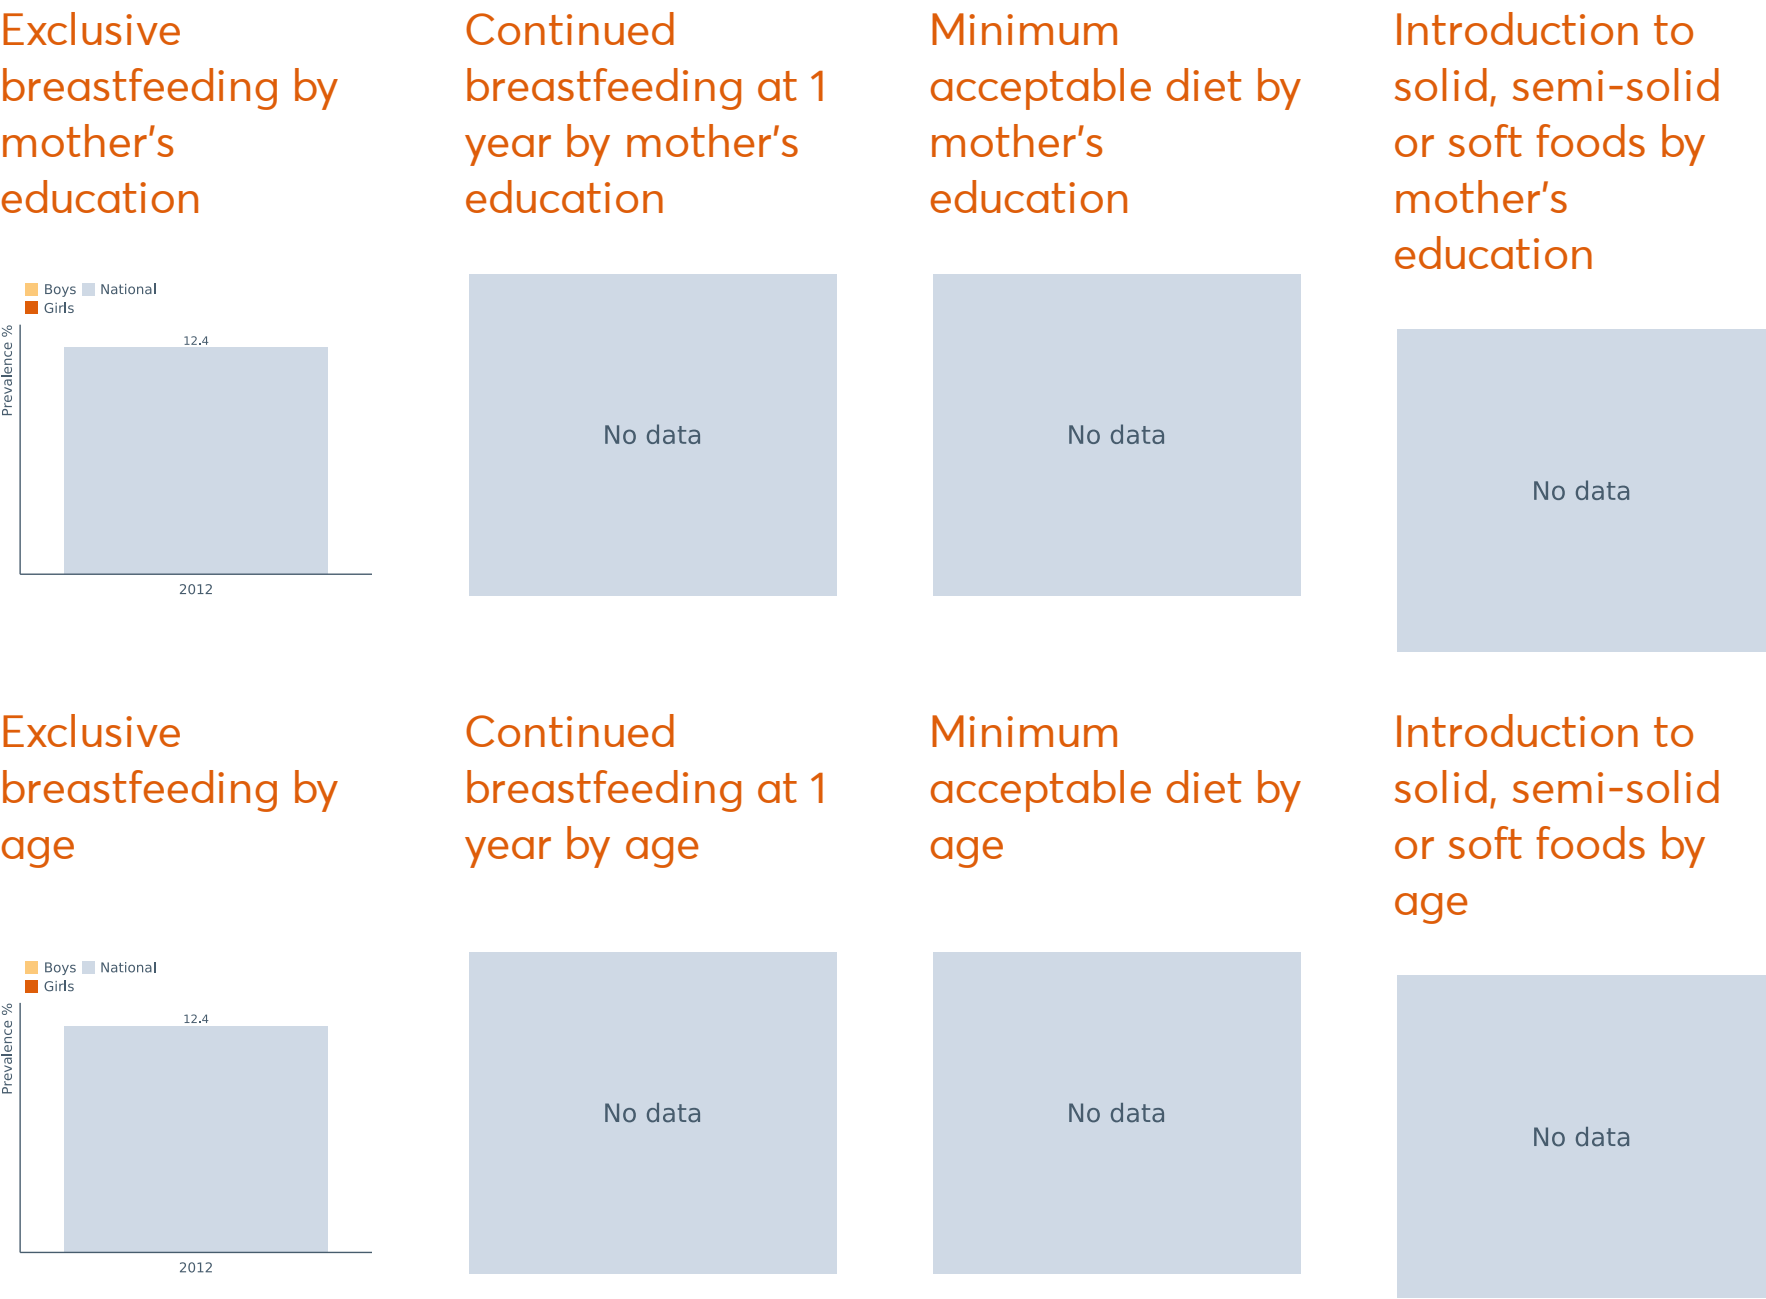 Exclusive
breastfeeding by
mother's
education
Continued
breastfeeding at 1
year by mother's
education
Minimum
acceptable diet by
mother's
education
Introduction to
solid, semi-solid
or soft foods by
mother's
education
Boys National
Girls
Prevalence %
12.4
2012
No data
No data
No data
Exclusive
breastfeeding by
age
Continued
breastfeeding at 1
year by age
Minimum
acceptable diet by
age
Introduction to
solid, semi-solid
or soft foods by
age
Boys National
Girls
Prevalence %
12.4
2012
No data
No data
No data